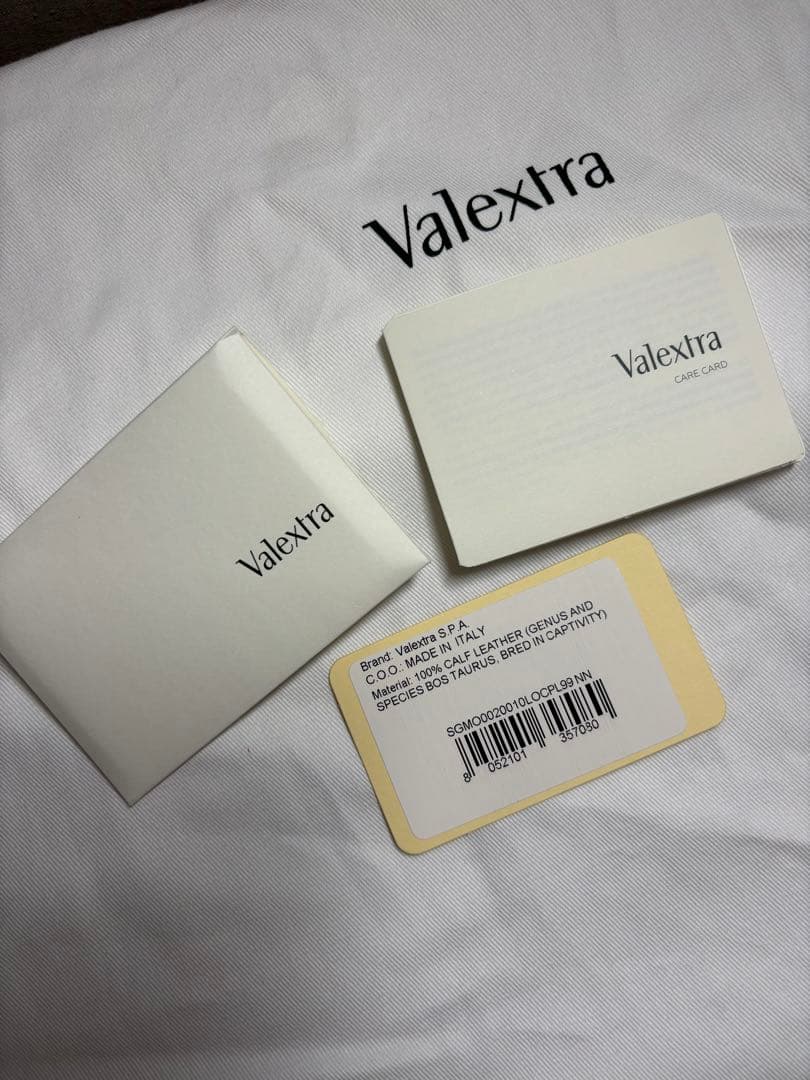 Valextra
Valextra
CARE CARD
Valextra
Brand: Valextra S.P.A.
C.O.O.: MADE IN ITALY
Material: 100% CALF LEATHER (GENUS AND
SPECIES BOS TAURUS, BRED IN CAPTIVITY)
SGMO0020010LOCPL99 NN
8 052101 357080